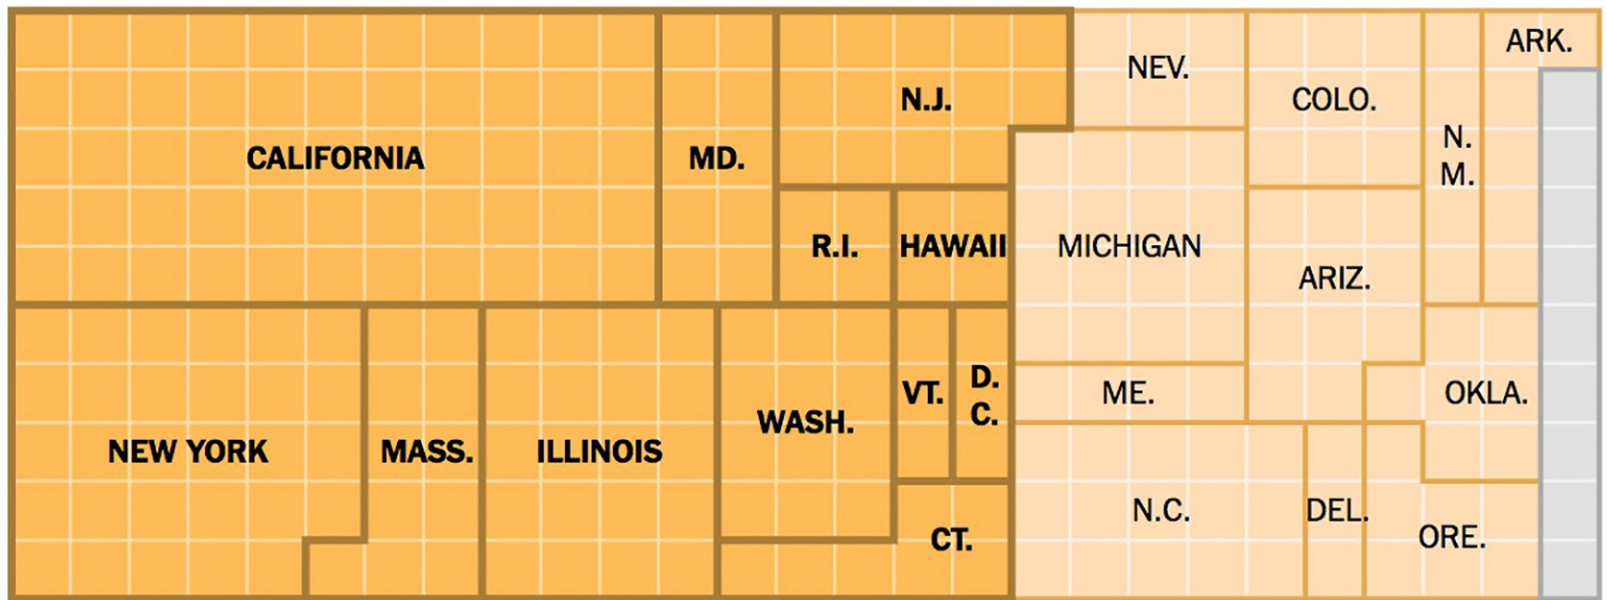 CALIFORNIA
MD.
N.J.
NEV.
COLO.
N.
M.
ARK.
R.I.
HAWAII
MICHIGAN
ARIZ.
NEW YORK
MASS.
ILLINOIS
WASH.
VT.
D.
C.
CT.
ME.
OKLA.
N.C.
DEL.
ORE.